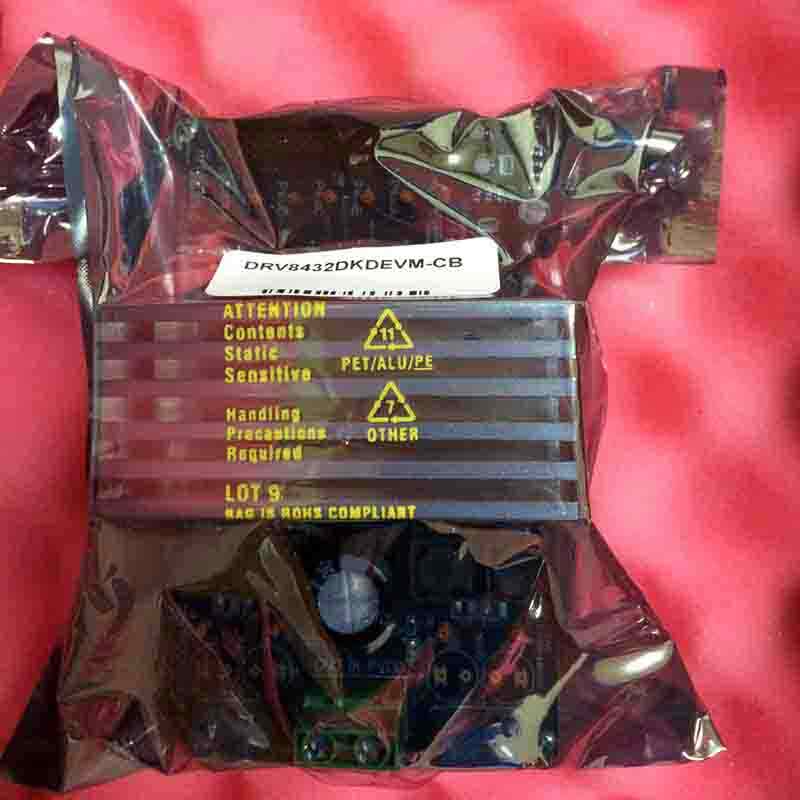 DRV8432DKDEVM-CB
ATTENTION
Contents
Static
Sensitive
Handling
Precautions
Required
LOT 9
BAG IS ROHS COMPLIANT
11
PET/ALU/PE
7
OTHER